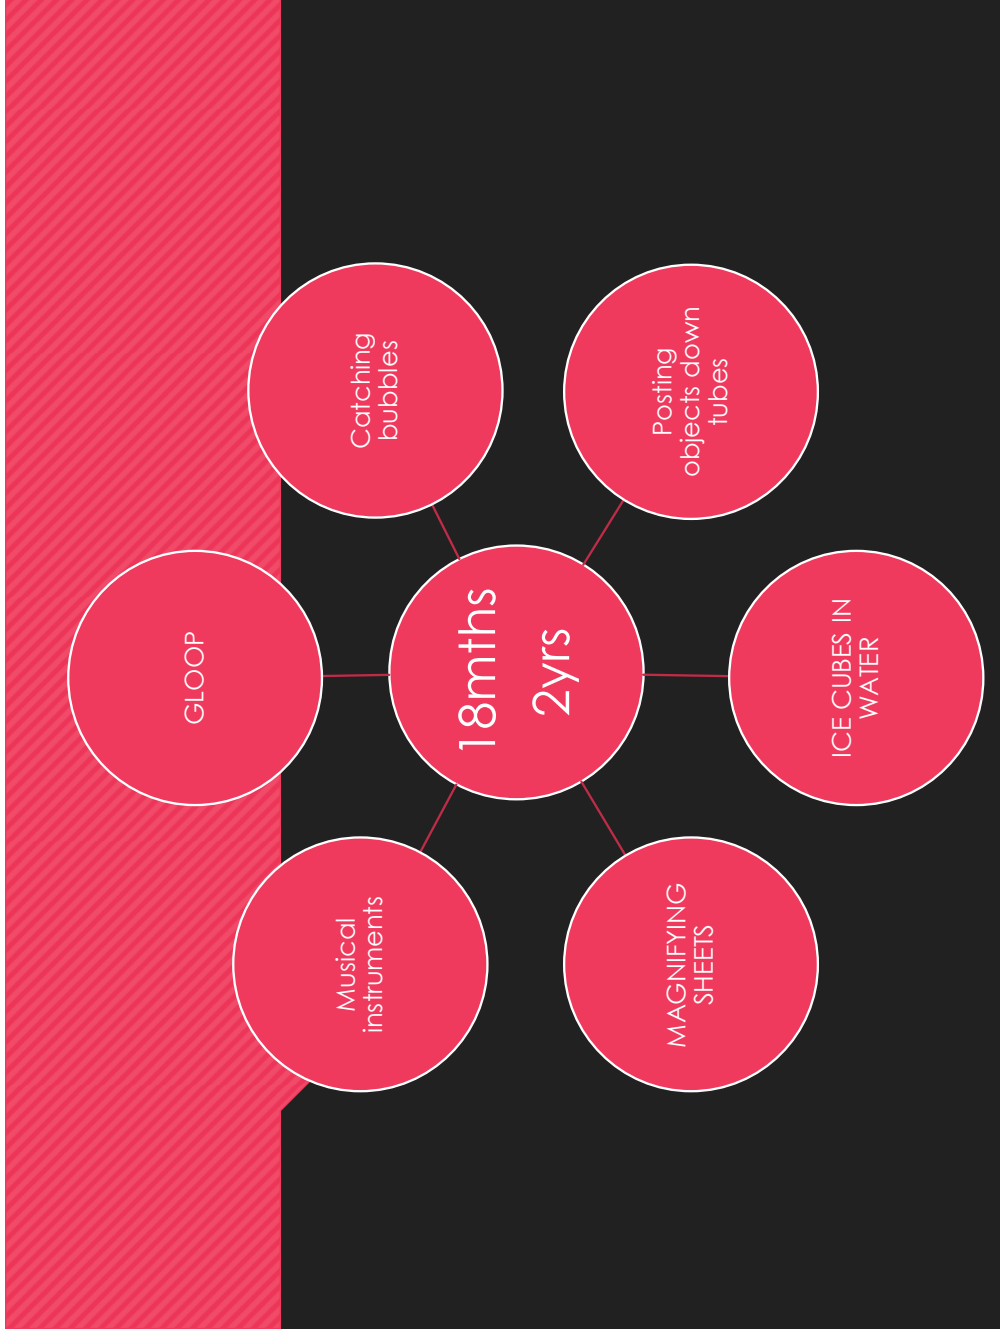 GLOOP
Catching
bubbles
Posting
objects down
tubes
ICE CUBES IN
WATER
MAGNIFYING
SHEETS
Musical
instruments
18mths
2yrs